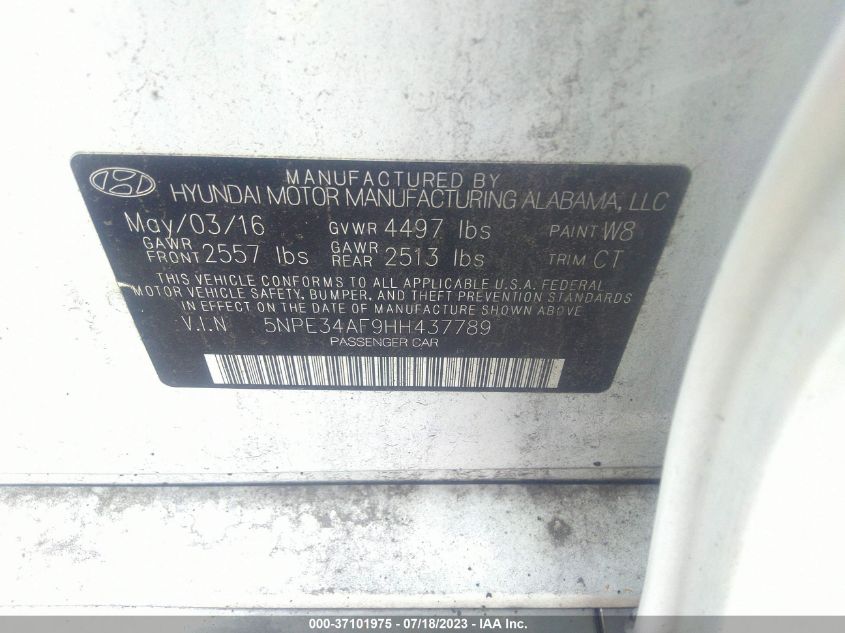 MANUFACTURED BY
HYUNDAI MOTOR MANUFACTURING ALABAMA, LLC
May/03/16 GVWR 4497 lbs PAINT W8
GAWR FRONT 2557 lbs GAWR REAR 2513 lbs TRIM CT
THIS VEHICLE CONFORMS TO ALL APPLICABLE U.S.A. FEDERAL
MOTOR VEHICLE SAFETY, BUMPER, AND THEFT PREVENTION STANDARDS
IN EFFECT ON THE DATE OF MANUFACTURE SHOWN ABOVE
V.I.N 5NPE34AF9HH437789
PASSENGER CAR
000-37101975 - 07/18/2023 - IAA Inc.